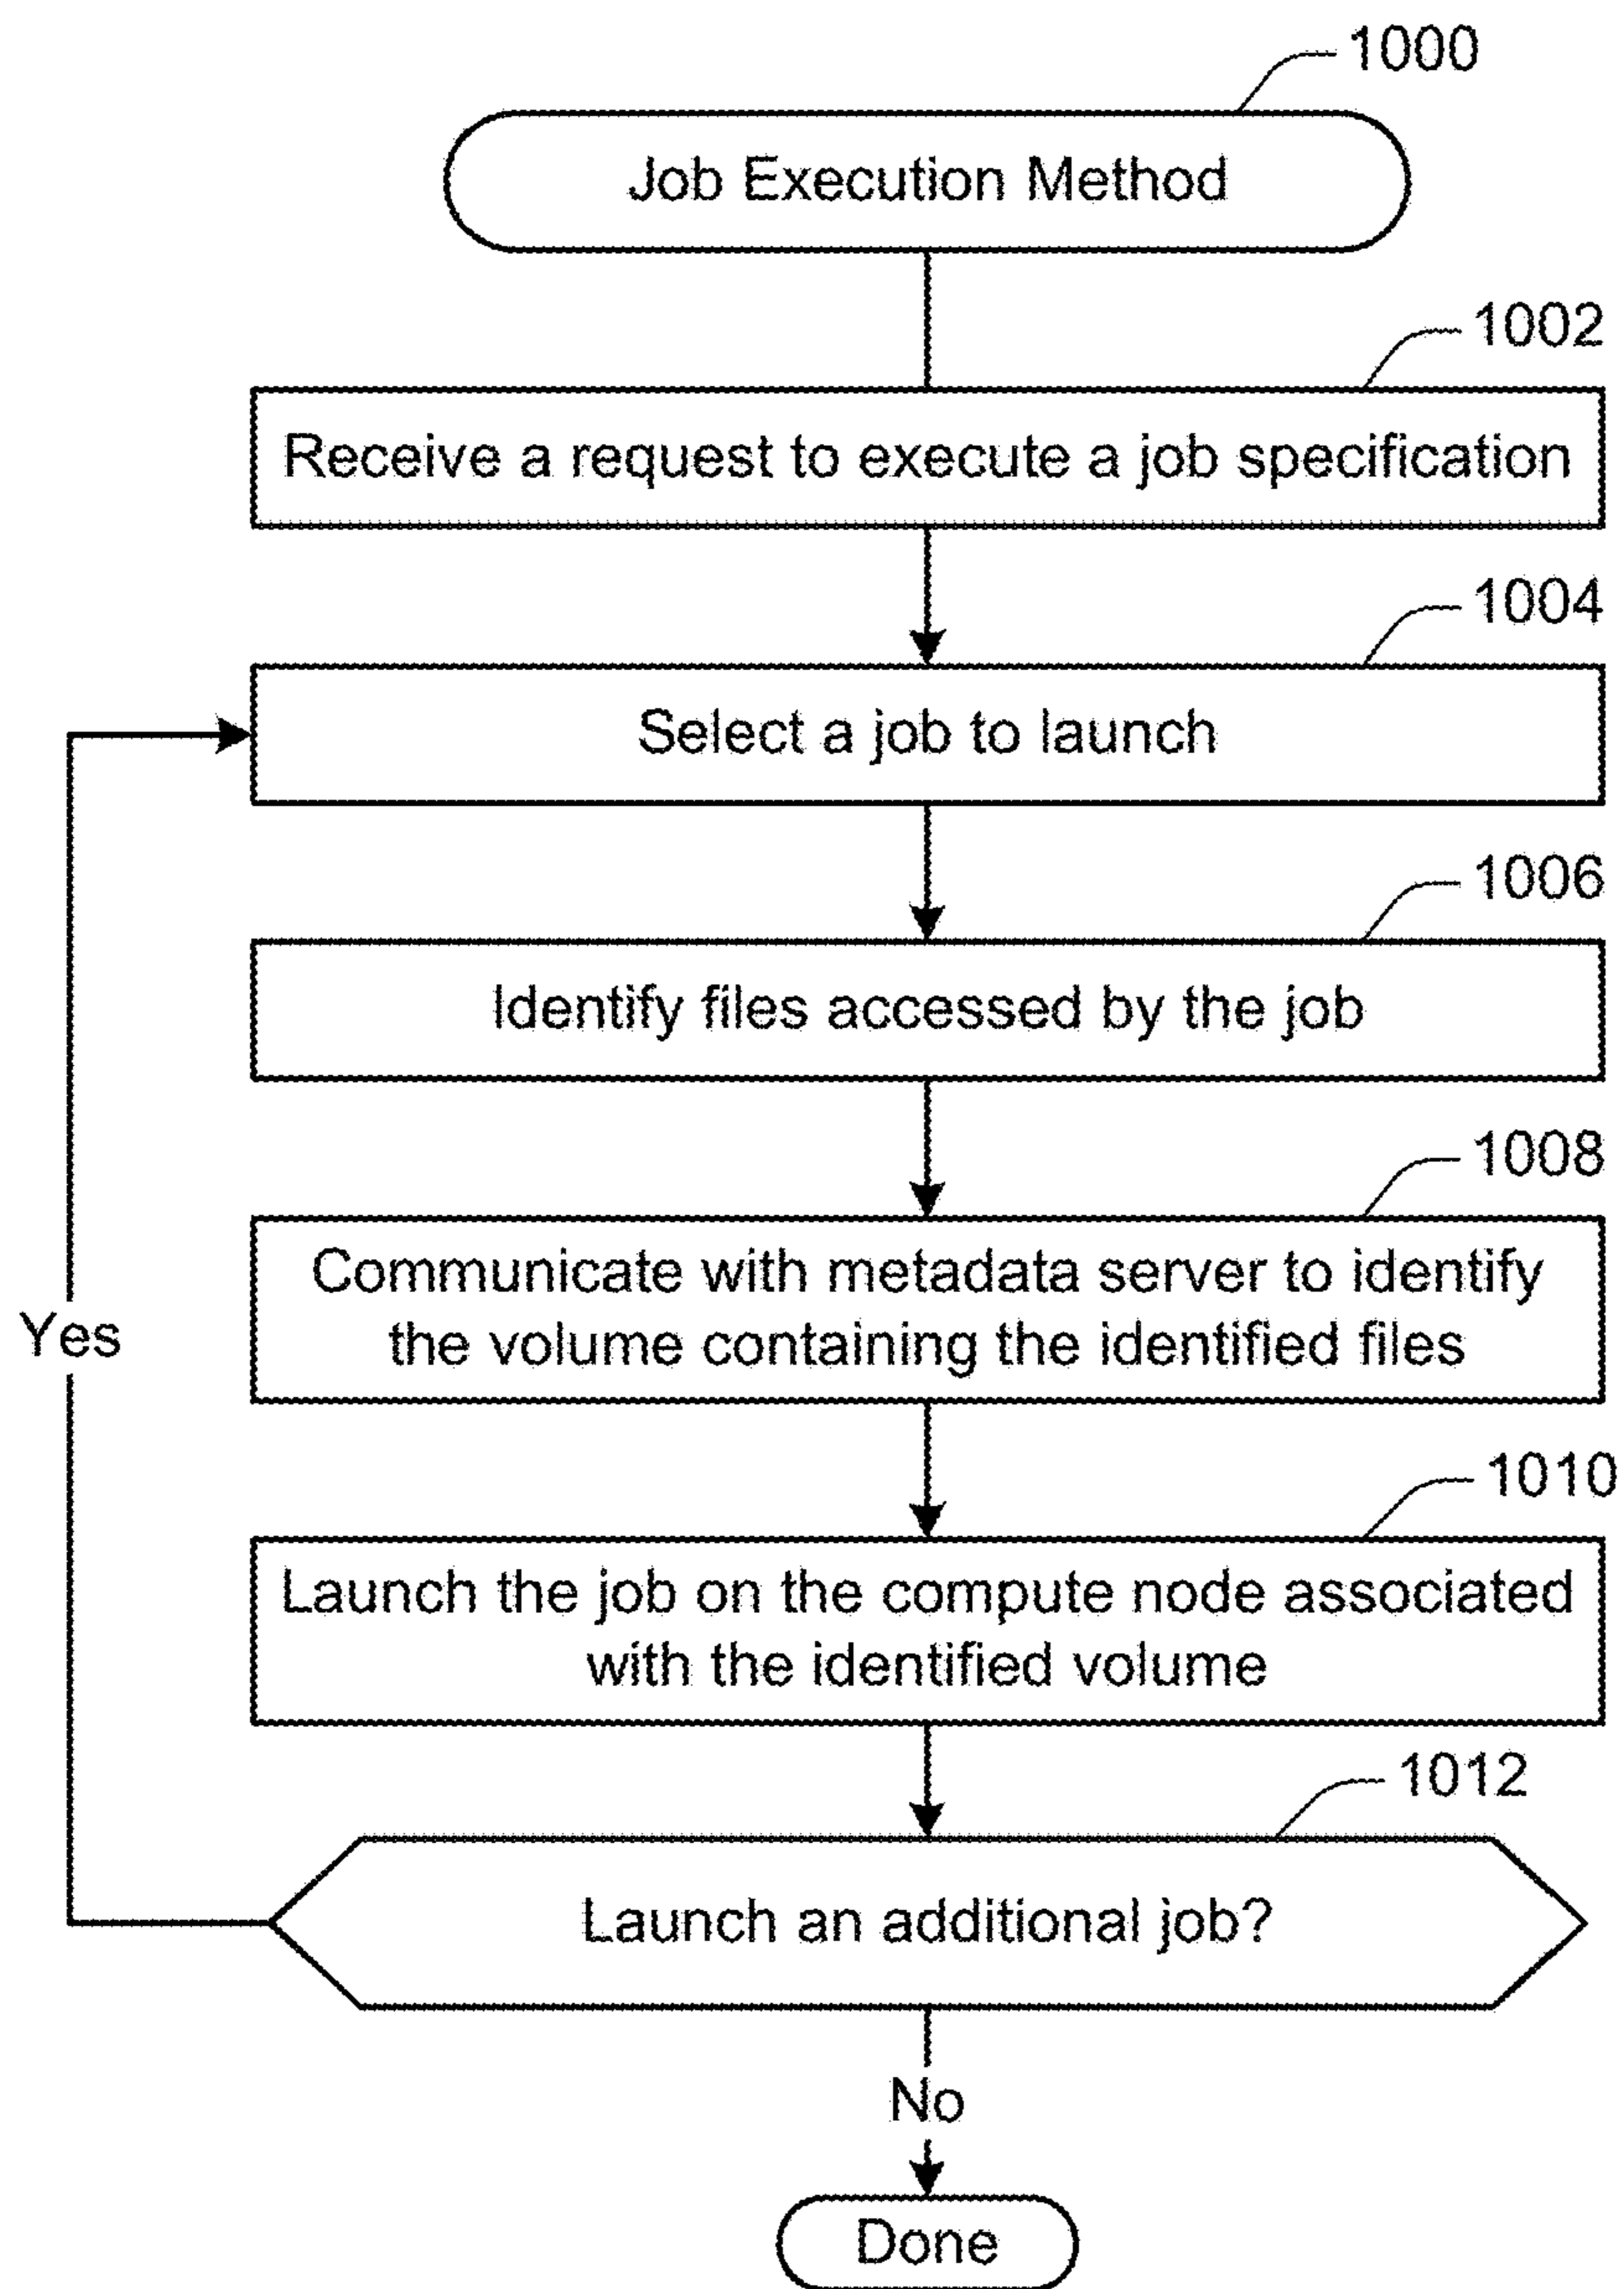 1000
Job Execution Method
1002
Receive a request to execute a job specification
1004
Select a job to launch
1006
Identify files accessed by the job
1008
Communicate with metadata server to identify
the volume containing the identified files
Yes
1010
Launch the job on the compute node associated
with the identified volume
1012
Launch an additional job?
No
Done